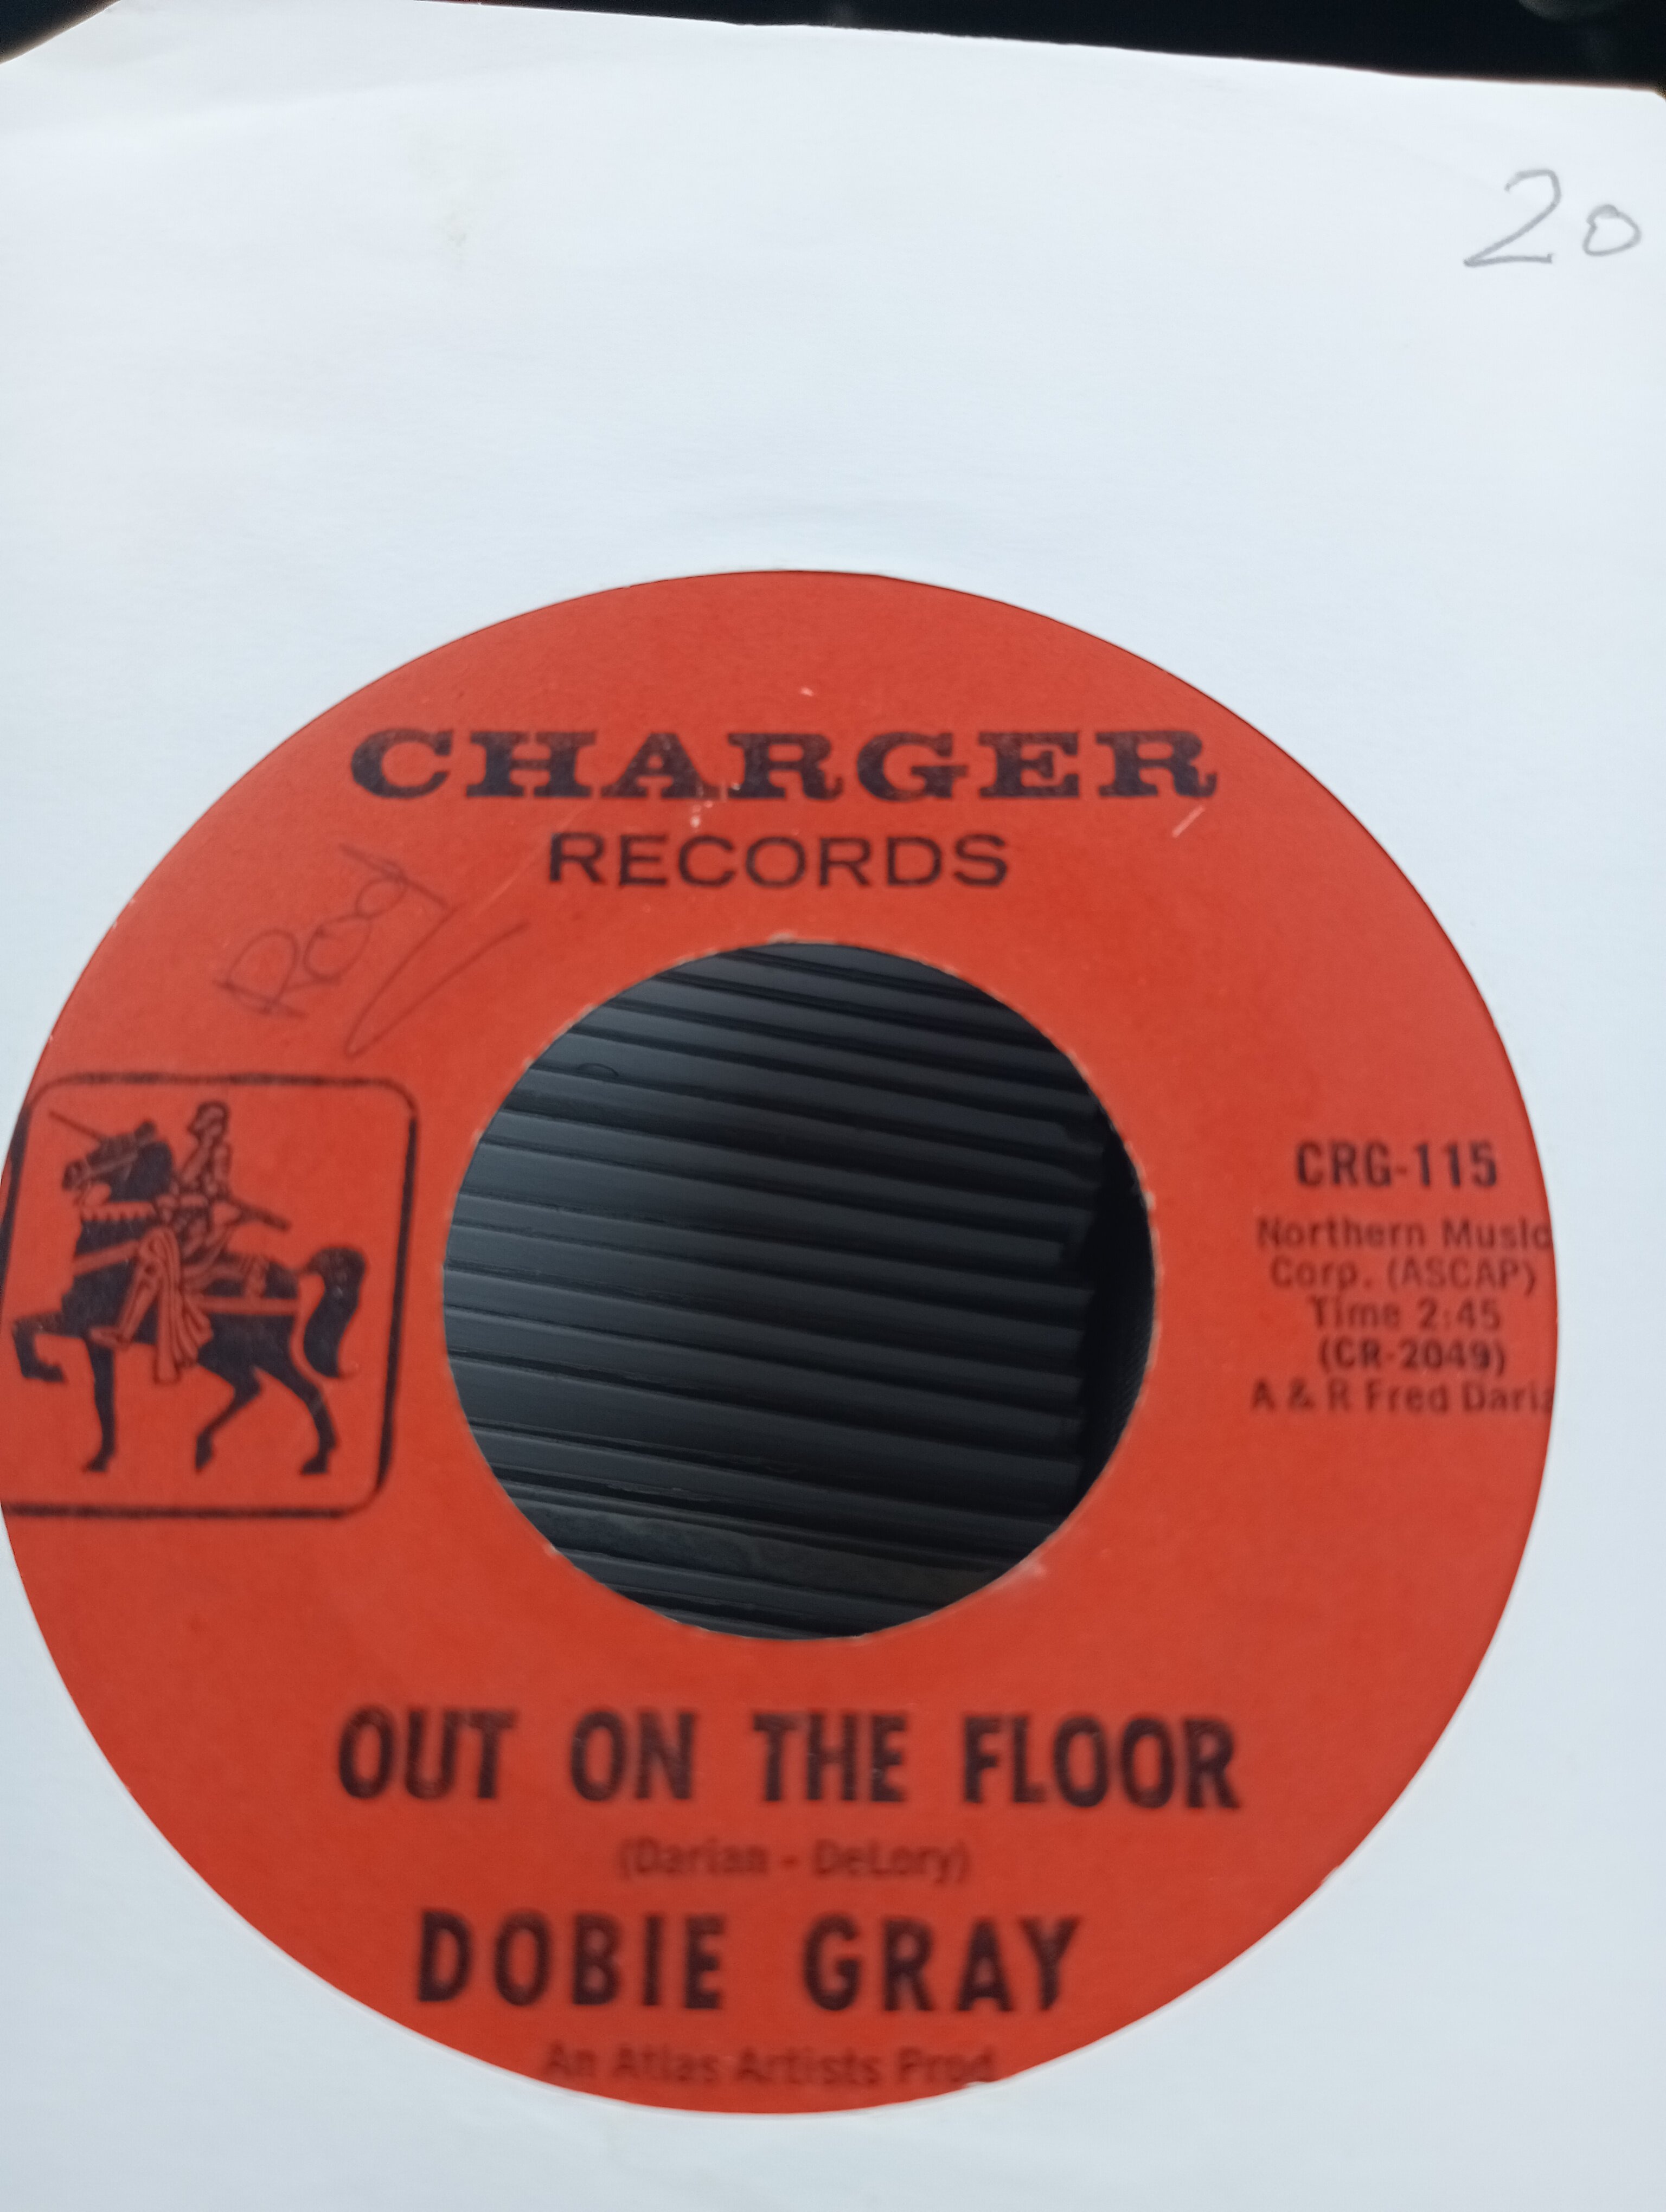 20
CHARGER
RECORDS
Rod
CRG-115
Northern Music
Corp. (ASCAP)
Time 2:45
(CR-2049)
A & R Fred Daria
OUT ON THE FLOOR
(Darian - DeLory)
DOBIE GRAY
An Atlas Artists Prod